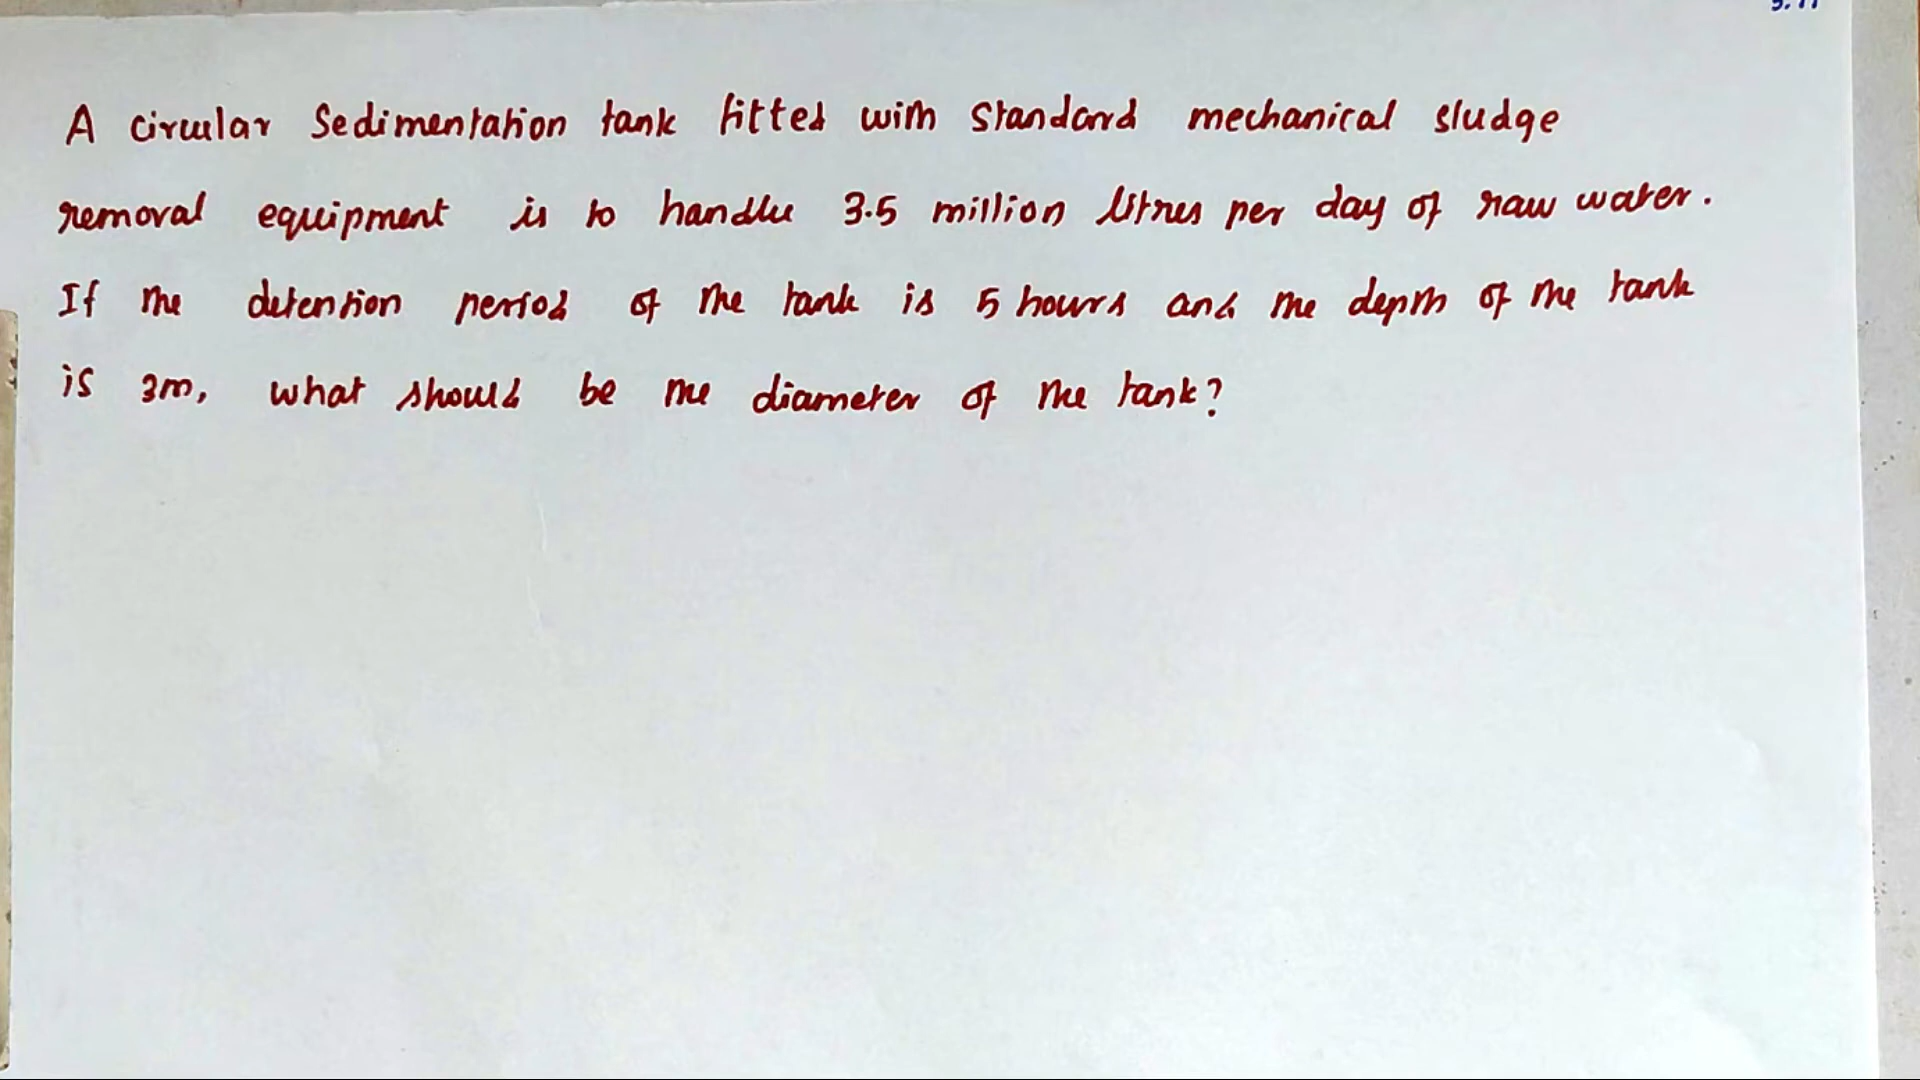 A circular Sedimentation tank fitted with standard mechanical sludge
removal equipment is to handle 3.5 million litres per day of raw water.
If the detention period of the tank is 5 hours and the depth of the tank
is 3m, what should be the diameter of the tank?